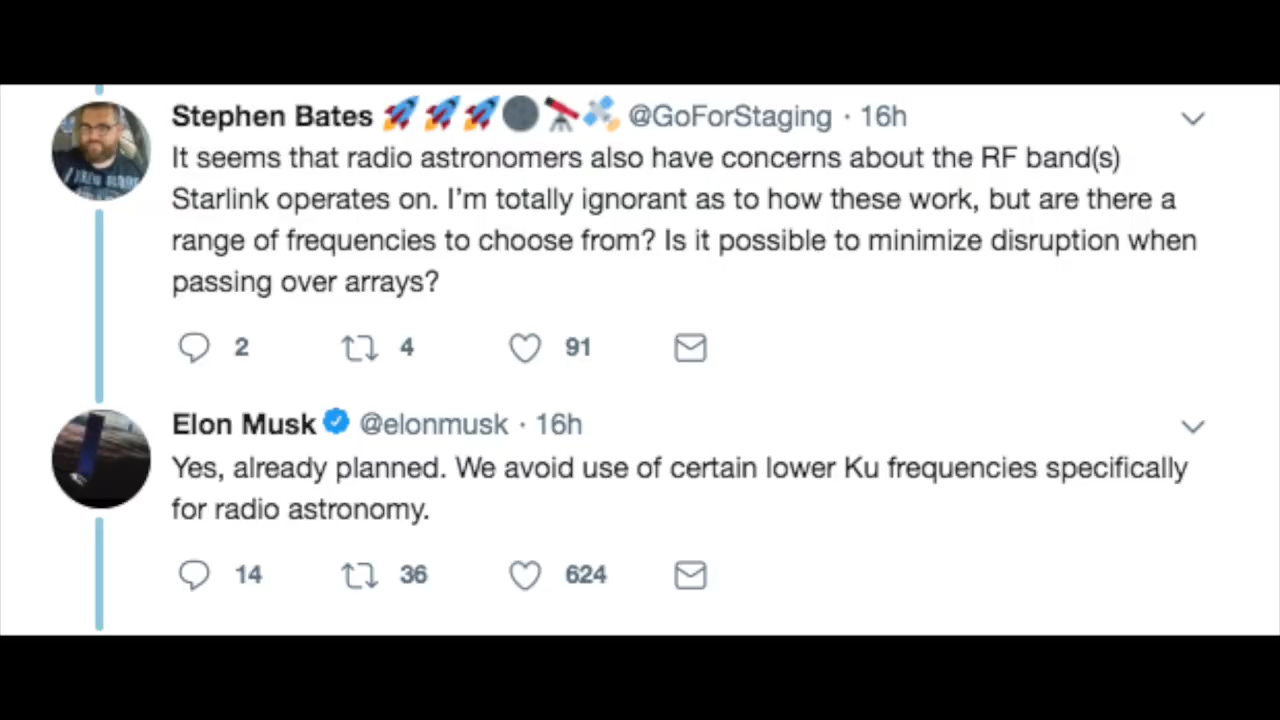 Stephen Bates 🚀🚀🚀🌑🔭🛰️ @GoForStaging · 16h
It seems that radio astronomers also have concerns about the RF band(s)
Starlink operates on. I’m totally ignorant as to how these work, but are there a
range of frequencies to choose from? Is it possible to minimize disruption when
passing over arrays?
2 4 91
Elon Musk @elonmusk · 16h
Yes, already planned. We avoid use of certain lower Ku frequencies specifically
for radio astronomy.
14 36 624